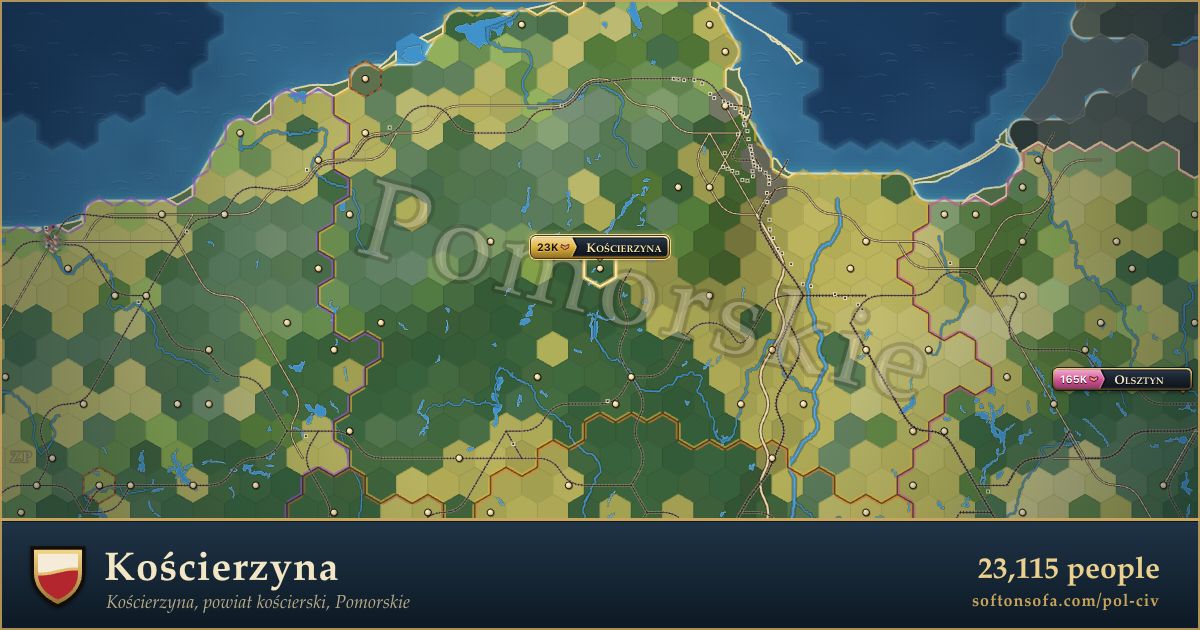 Pomorskie
23K Kościerzyna
165K Olsztyn
ZP
Kościerzyna
Kościerzyna, powiat kościerski, Pomorskie
23,115 people
softonsofa.com/pol-civ